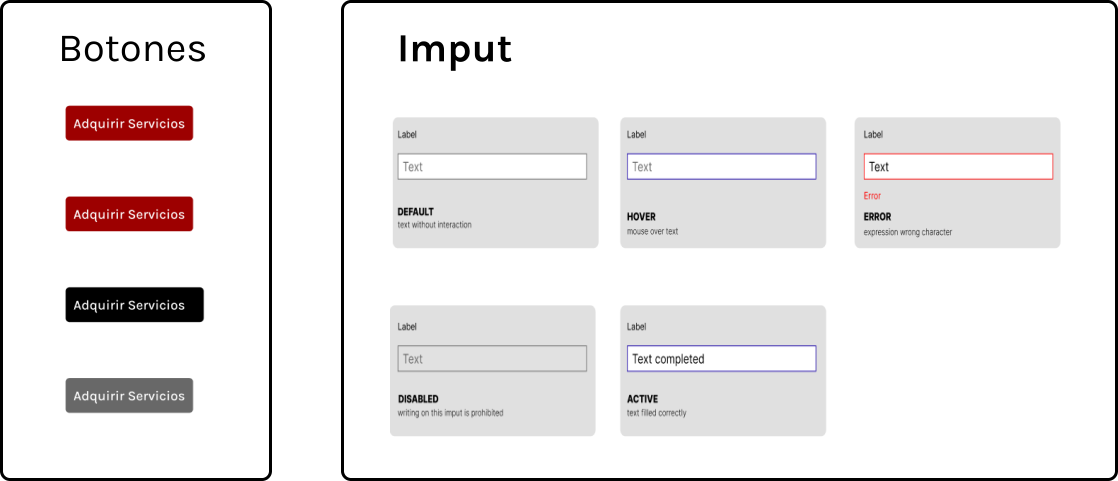 Botones
Adquirir Servicios
Adquirir Servicios
Adquirir Servicios
Adquirir Servicios
Imput
Label
Text
DEFAULT
text without interaction
Label
Text
HOVER
mouse over text
Label
Text
Error
ERROR
expression wrong character
Label
Text
DISABLED
writing on this imput is prohibited
Label
Text completed
ACTIVE
text filled correctly